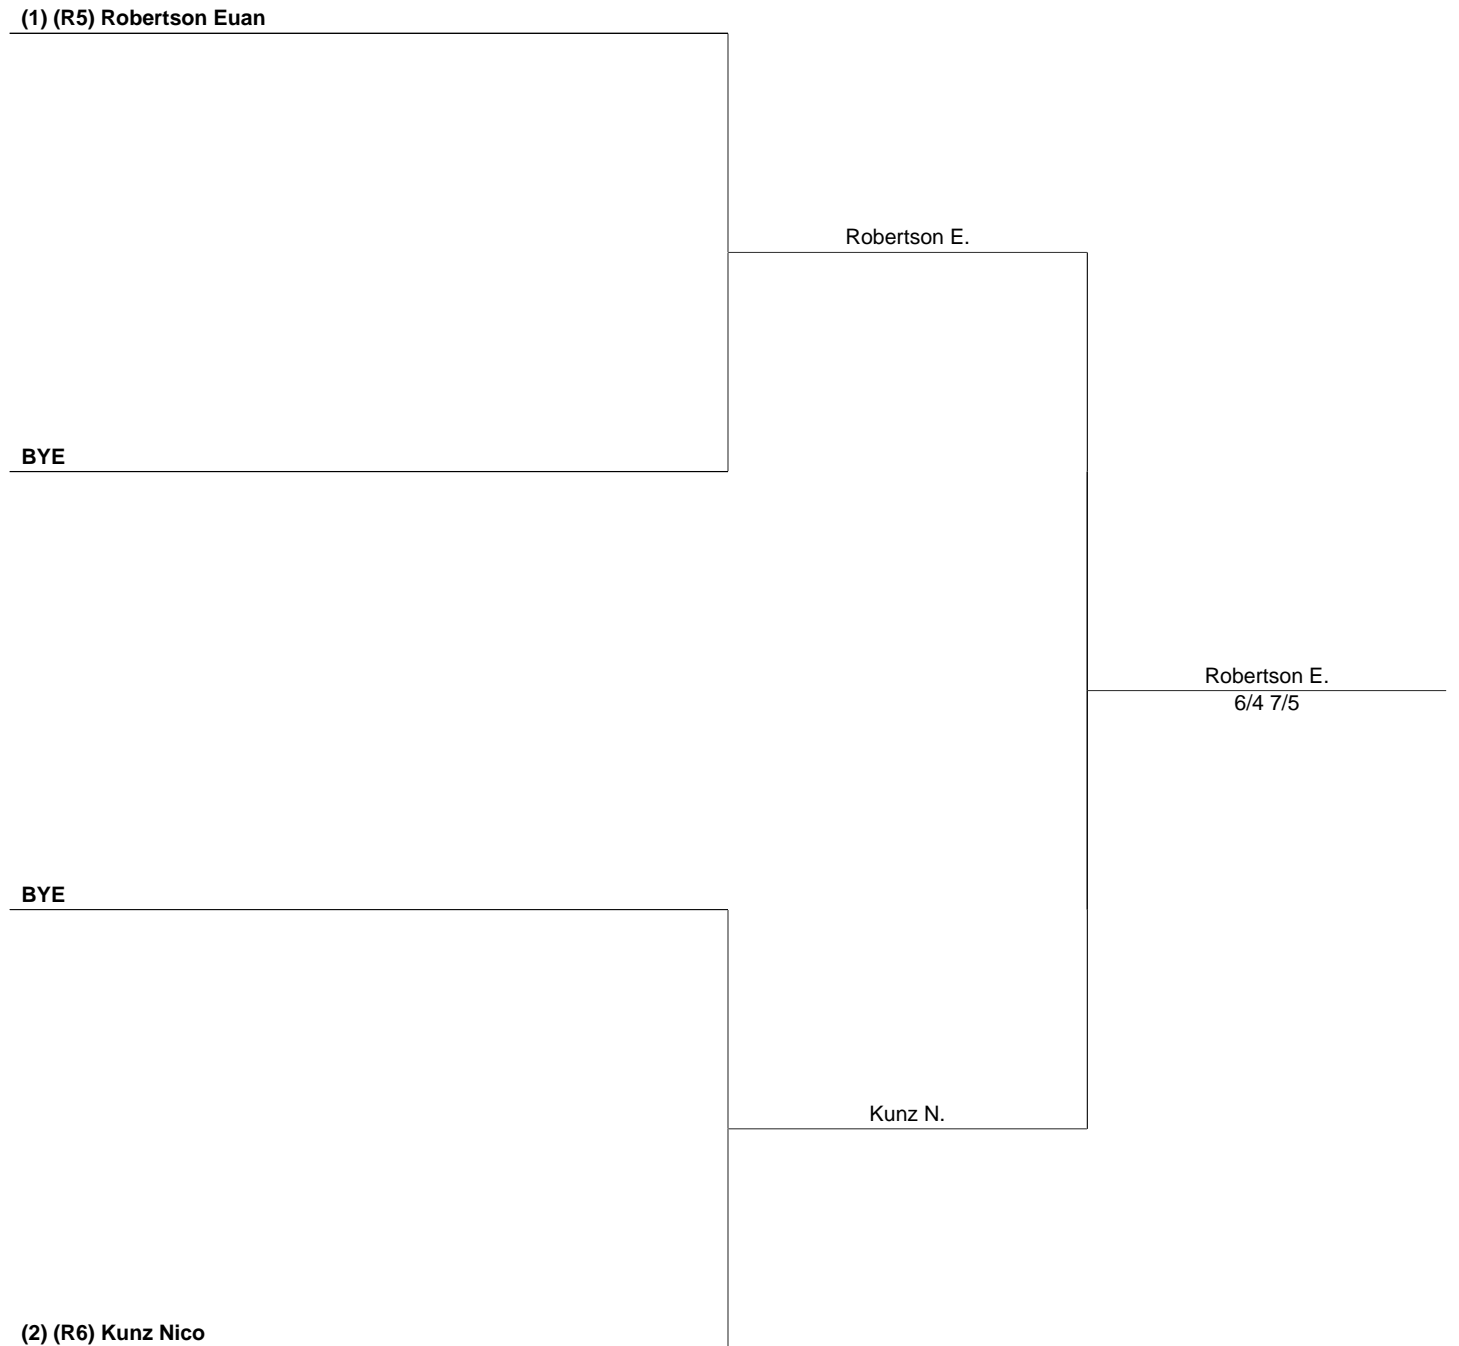 (1) (R5) Robertson Euan
Robertson E.
BYE
Robertson E.
6/4 7/5
BYE
Kunz N.
(2) (R6) Kunz Nico